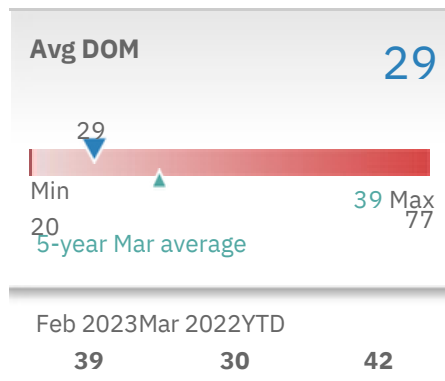 Avg DOM
29
29
Min
39 Max
77
20
5-year Mar average
Feb 2023Mar 2022YTD
39 30 42